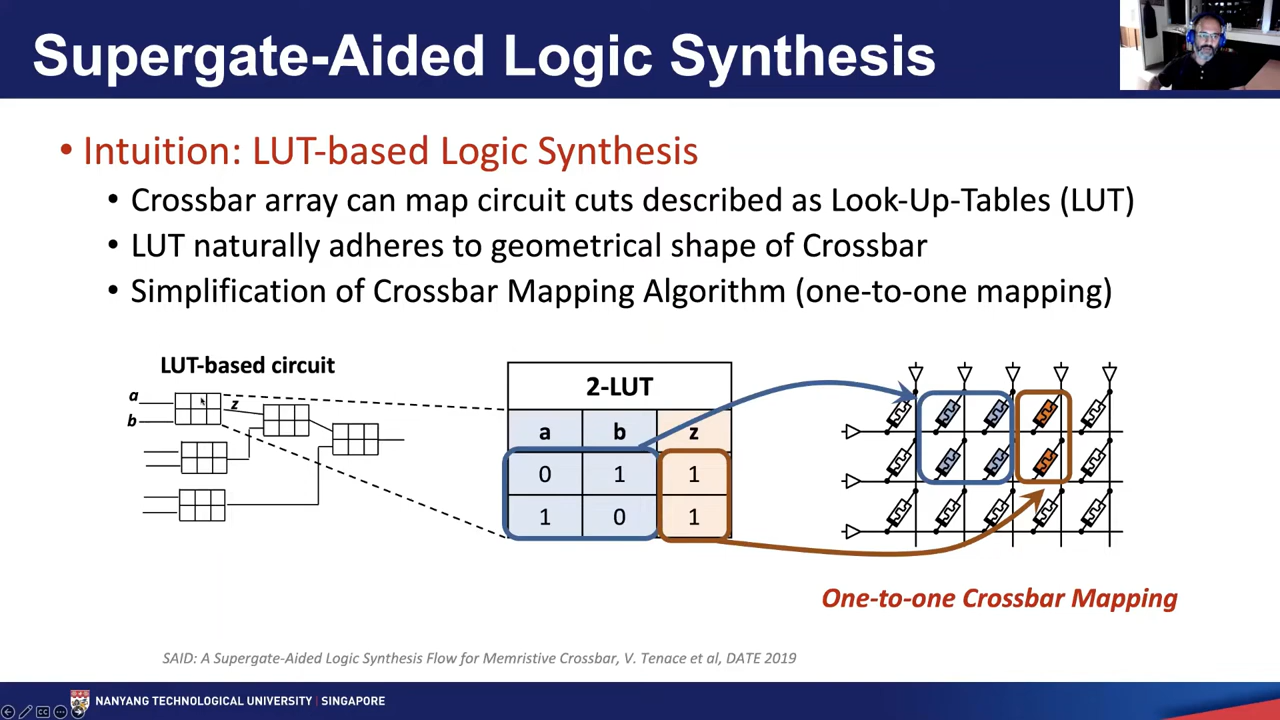 Supergate-Aided Logic Synthesis
• Intuition: LUT-based Logic Synthesis
• Crossbar array can map circuit cuts described as Look-Up-Tables (LUT)
• LUT naturally adheres to geometrical shape of Crossbar
• Simplification of Crossbar Mapping Algorithm (one-to-one mapping)
LUT-based circuit
a
b
z
2-LUT
a b z
0 1 1
1 0 1
One-to-one Crossbar Mapping
SAID: A Supergate-Aided Logic Synthesis Flow for Memristive Crossbar, V. Tenace et al, DATE 2019
NANYANG TECHNOLOGICAL UNIVERSITY | SINGAPORE